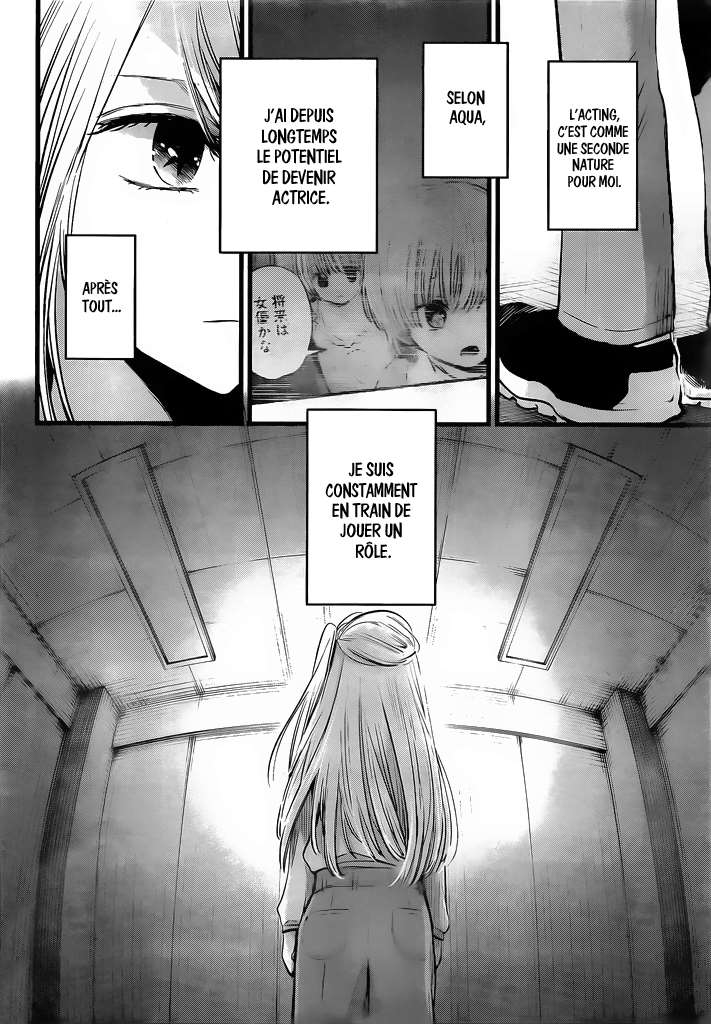 L'ACTING,
C'EST COMME
UNE SECONDE
NATURE
POUR MOI.
SELON
AQUA,
J'AI DEPUIS
LONGTEMPS
LE POTENTIEL
DE DEVENIR
ACTRICE.
将来は
女優かな
APRÈS
TOUT...
JE SUIS
CONSTAMMENT
EN TRAIN DE
JOUER UN
RÔLE.